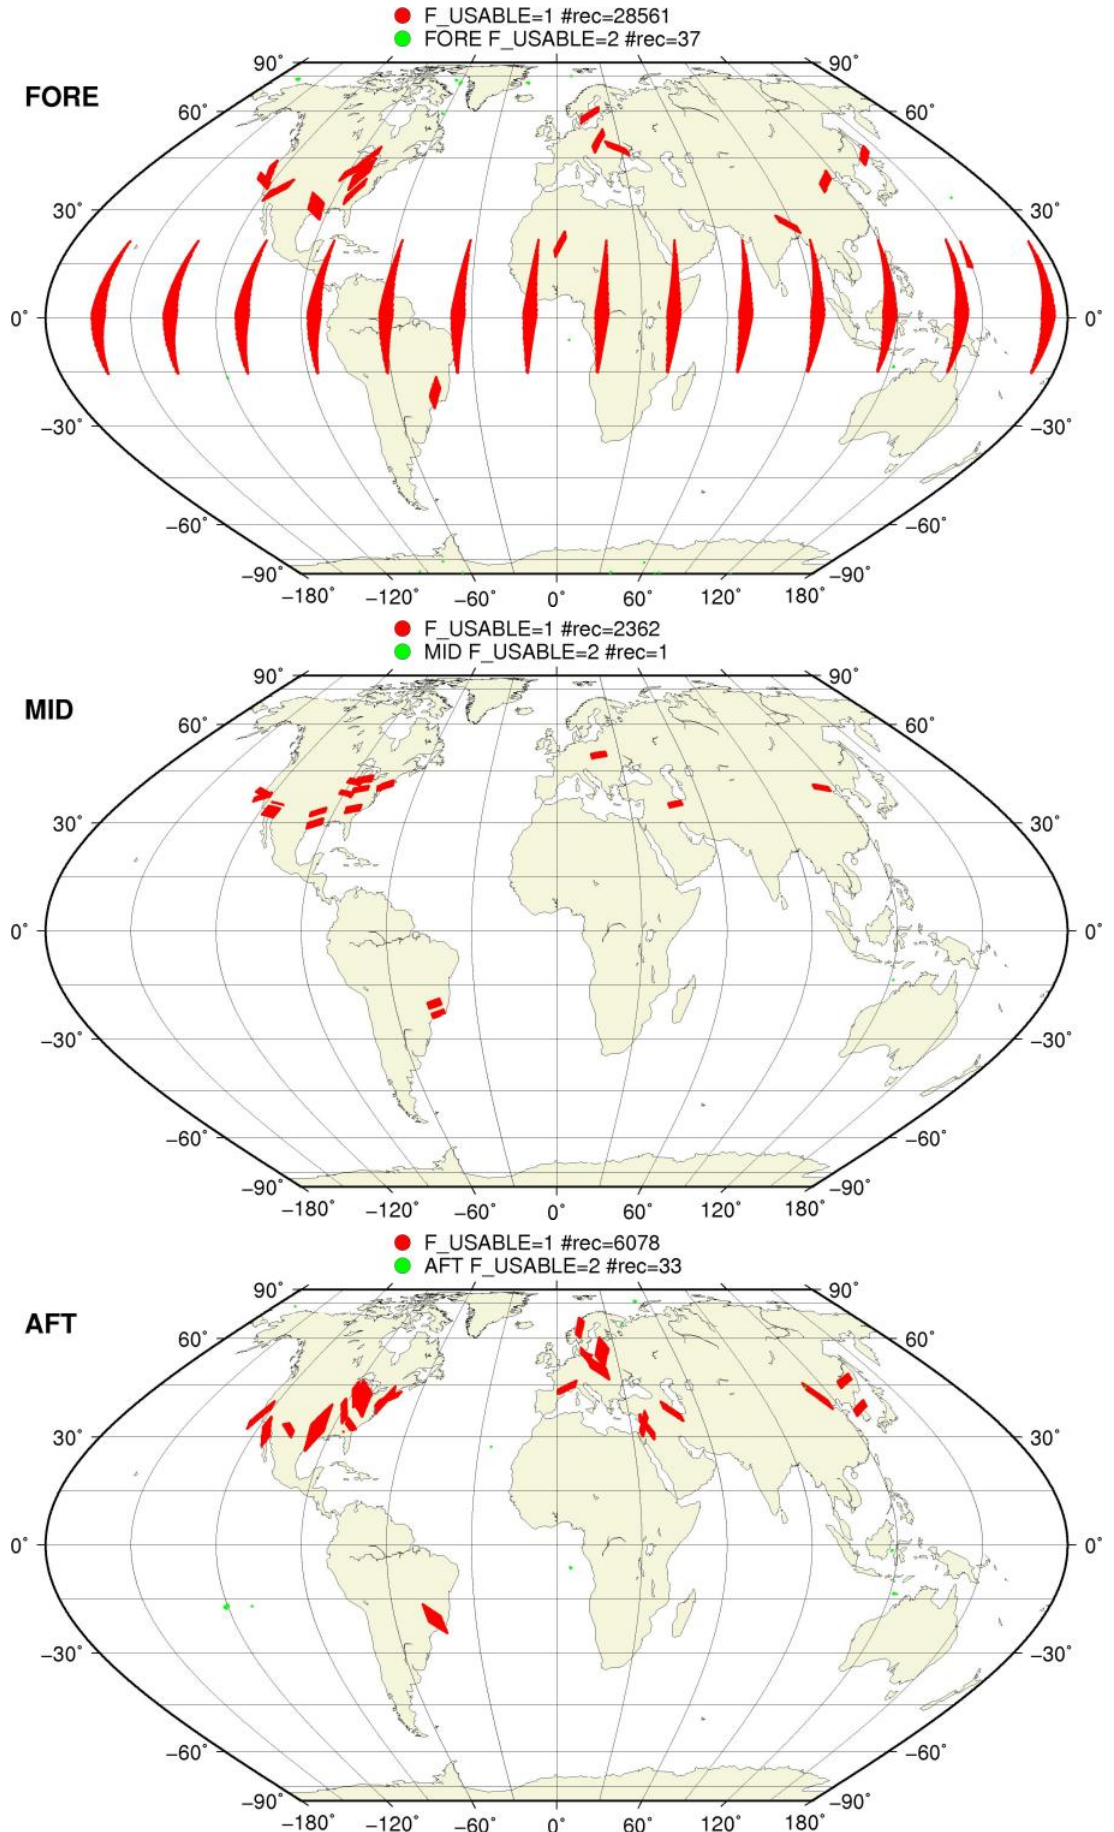 F_USABLE=1 #rec=28561
FORE F_USABLE=2 #rec=37
FORE
90˚ 90˚
60˚ 60˚
30˚ 30˚
0˚ 0˚
−30˚ −30˚
−60˚ −60˚
−90˚ −90˚
−180˚ −120˚ −60˚ 0˚ 60˚ 120˚ 180˚
F_USABLE=1 #rec=2362
MID F_USABLE=2 #rec=1
MID
90˚ 90˚
60˚ 60˚
30˚ 30˚
0˚ 0˚
−30˚ −30˚
−60˚ −60˚
−90˚ −90˚
−180˚ −120˚ −60˚ 0˚ 60˚ 120˚ 180˚
F_USABLE=1 #rec=6078
AFT F_USABLE=2 #rec=33
AFT
90˚ 90˚
60˚ 60˚
30˚ 30˚
0˚ 0˚
−30˚ −30˚
−60˚ −60˚
−90˚ −90˚
−180˚ −120˚ −60˚ 0˚ 60˚ 120˚ 180˚